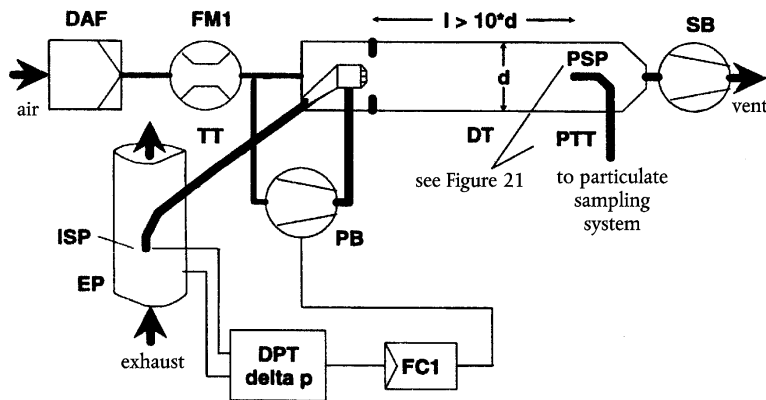 DAF
FM1
l > 10*d
SB
air
d
PSP
vent
TT
DT
PTT
see Figure 21
to particulate
sampling
system
ISP
PB
EP
exhaust
DPT
delta p
FC1